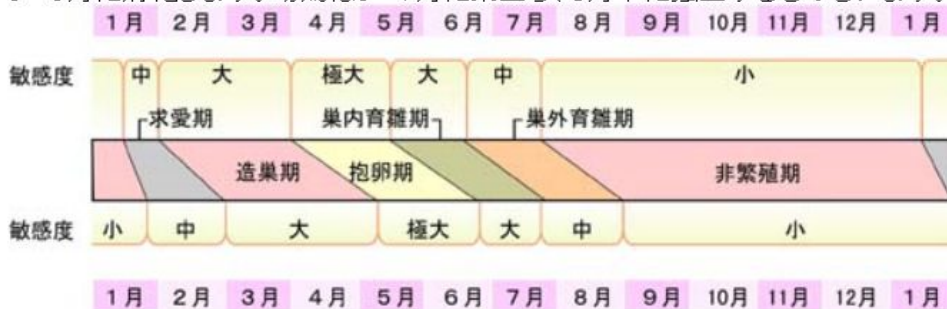 1月 2月 3月 4月 5月 6月 7月 8月 9月 10月 11月 12月 1月
敏感度 中 大 極大 大 中 小
求愛期 巣内育雛期 巣外育雛期
造巣期 抱卵期 非繁殖期
敏感度 小 中 大 極大 大 中 小
1月 2月 3月 4月 5月 6月 7月 8月 9月 10月 11月 12月 1月